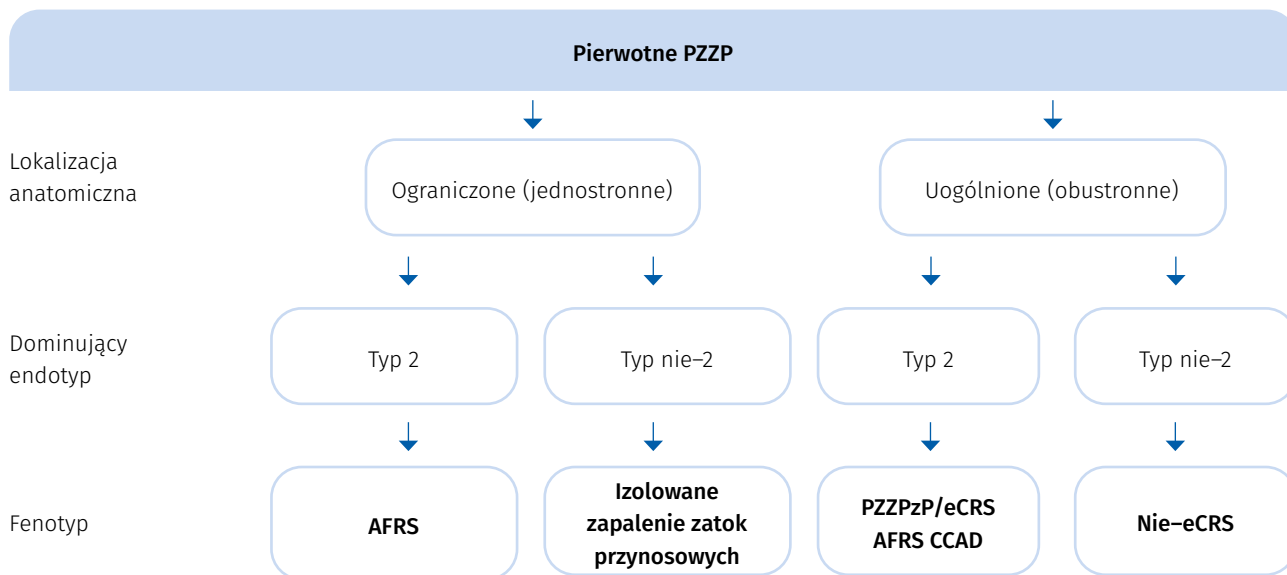 Pierwotne PZZP
Lokalizacja
anatomiczna
Ograniczone (jednostronne)
Uogólnione (obustronne)
Dominujący
endotyp
Typ 2
Typ nie–2
Typ 2
Typ nie–2
Fenotyp
AFRS
Izolowane
zapalenie zatok
przynosowych
PZZPzP/eCRS
AFRS CCAD
Nie–eCRS